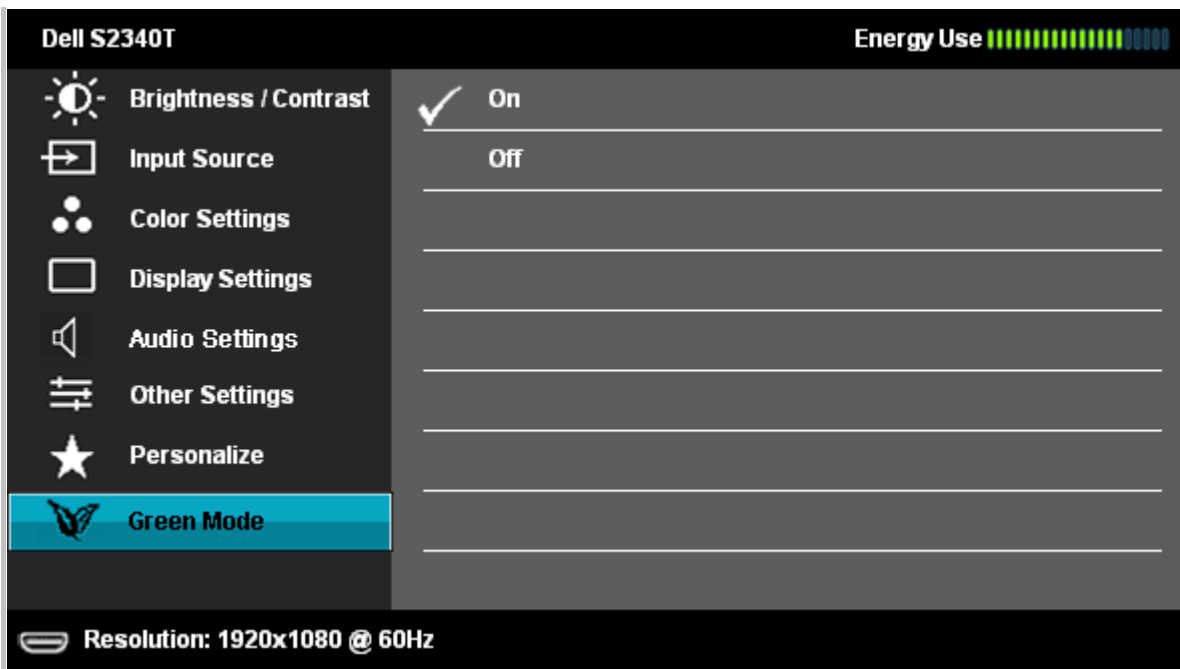 Dell S2340T
Energy Use
Brightness / Contrast
On
Input Source
Off
Color Settings
Display Settings
Audio Settings
Other Settings
Personalize
Green Mode
Resolution: 1920x1080 @ 60Hz